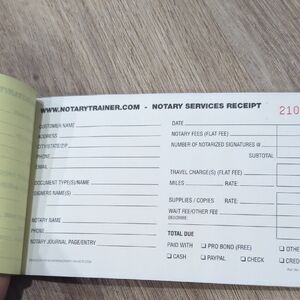 WWW.NOTARYTRAINER.COM - NOTARY SERVICES RECEIPT
210
CUSTOMER NAME
ADDRESS
CITY/STATE/ZIP
PHONE
EMAIL
DOCUMENT TYPE(S)/NAME
SIGNERS NAME(S)
NOTARY NAME
PHONE
NOTARY JOURNAL PAGE/ENTRY
DATE
NOTARY FEES (FLAT FEE)
NUMBER OF NOTARIZED SIGNATURES @
SUBTOTAL
TRAVEL CHARGE(S) (FLAT FEE)
MILES RATE:
SUPPLIES / COPIES RATE:
WAIT FEE/OTHER FEE
(DESCRIBE)
TOTAL DUE
PAID WITH PRO BONO (FREE) OTHE
CASH PAYPAL CHECK CREDI